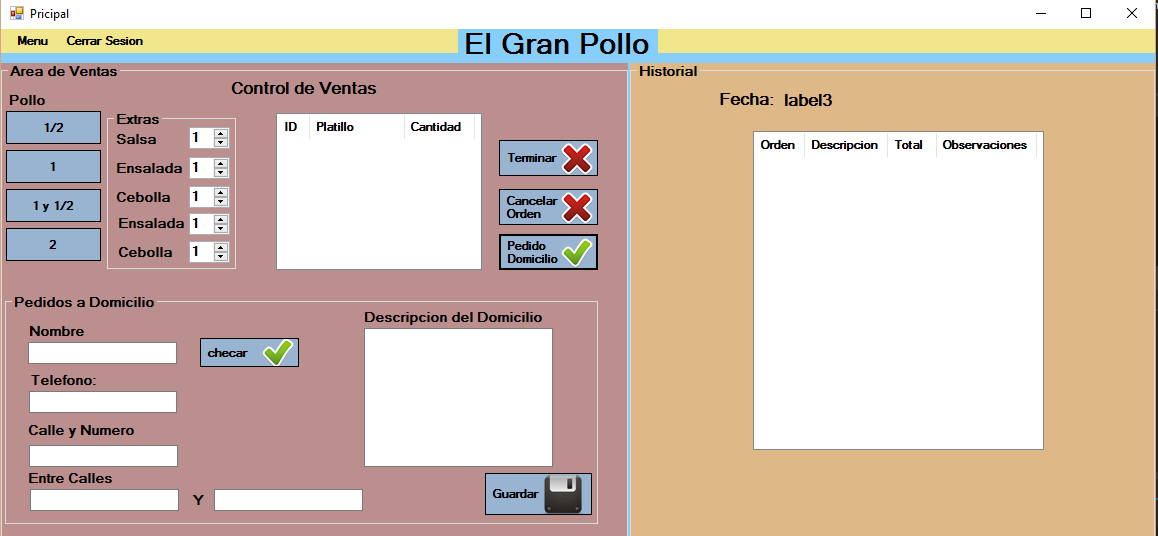 Pricipal
Menu Cerrar Sesion
El Gran Pollo
Area de Ventas
Control de Ventas
Pollo
1/2
1
1 y 1/2
2
Extras
Salsa 1
Ensalada 1
Cebolla 1
Ensalada 1
Cebolla 1
ID Platillo Cantidad
Terminar
Cancelar
Orden
Pedido
Domicilio
Pedidos a Domicilio
Nombre
checar
Telefono:
Calle y Numero
Entre Calles
Y
Descripcion del Domicilio
Guardar
Historial
Fecha: label3
Orden Descripcion Total Observaciones